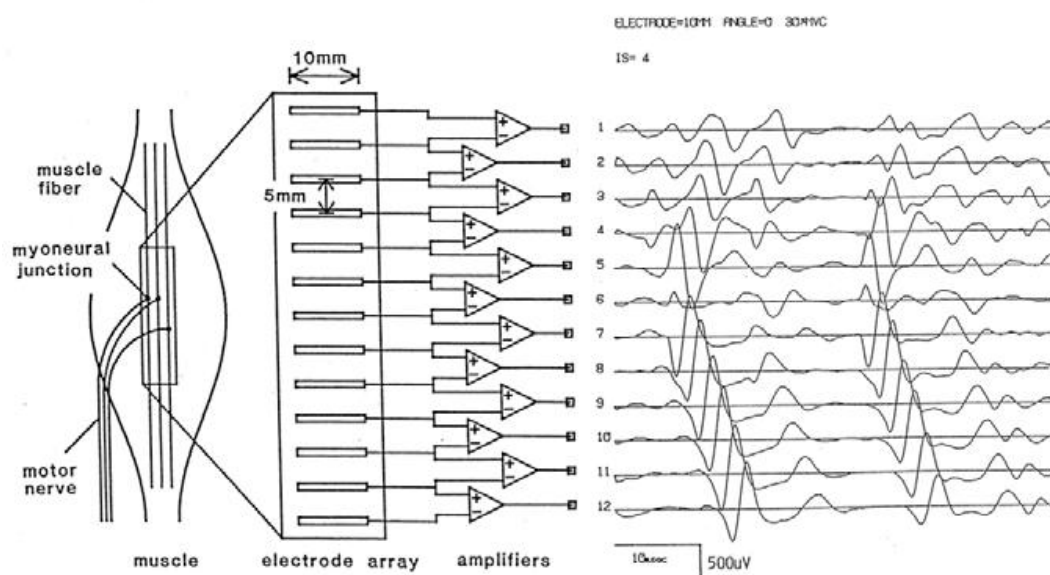 ELECTRODE=10MM ANGLE=0 30%MVC
IS= 4
10mm
5mm
muscle
fiber
myoneural
junction
motor
nerve
muscle
electrode array
amplifiers
+
−
+
−
+
−
+
−
+
−
+
−
+
−
+
−
+
−
+
−
+
−
+
−
1
2
3
4
5
6
7
8
9
10
11
12
10msec
500uV